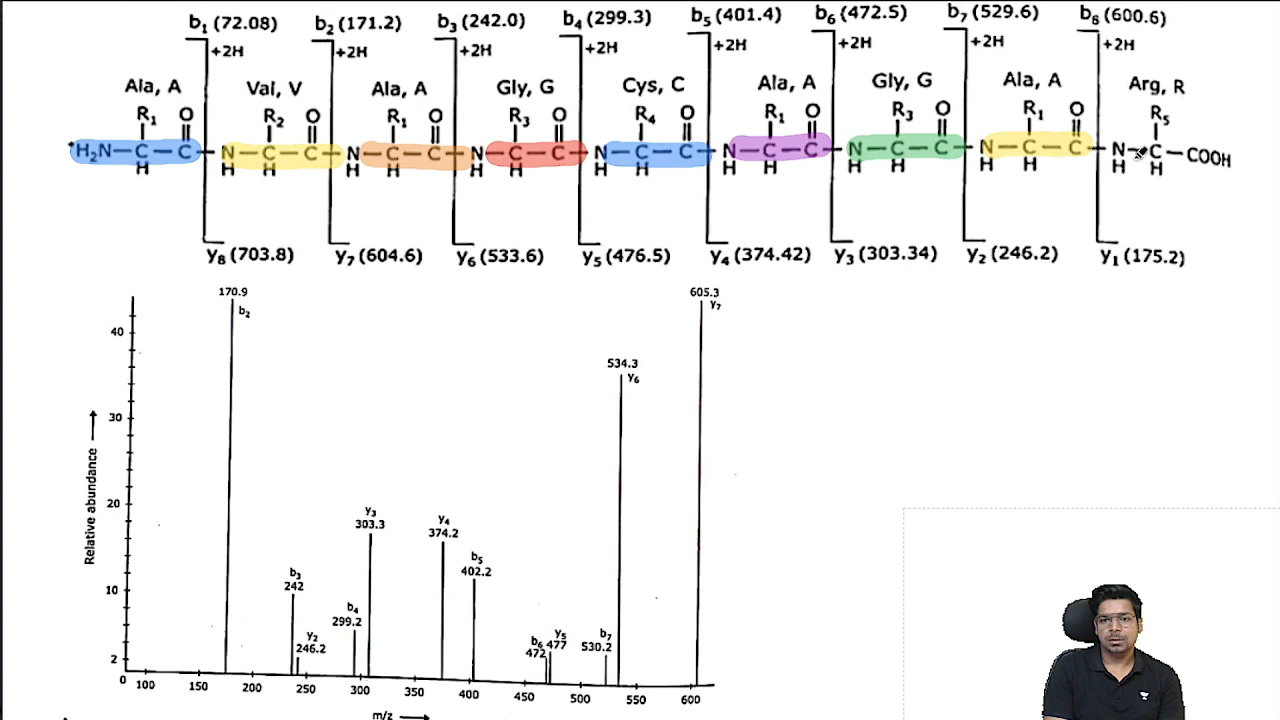 b₁ (72.08) b₂ (171.2) b₃ (242.0) b₄ (299.3) b₅ (401.4) b₆ (472.5) b₇ (529.6) b₈ (600.6)
+2H +2H +2H +2H +2H +2H +2H +2H
Ala, A Val, V Ala, A Gly, G Cys, C Ala, A Gly, G Ala, A Arg, R
R₁ O R₂ O R₁ O R₃ O R₄ O R₁ O R₃ O R₁ O R₅
H₂N—C—C—N—C—C—N—C—C—N—C—C—N—C—C—N—C—C—N—C—C—N—C—C—N—C—COOH
H H H H H H H H H H H H H H H H H
y₈ (703.8) y₇ (604.6) y₆ (533.6) y₅ (476.5) y₄ (374.42) y₃ (303.34) y₂ (246.2) y₁ (175.2)
170.9
b₂
605.3
y₇
534.3
y₆
y₃
303.3
y₄
374.2
b₅
402.2
b₃
242
b₄
299.2
y₂
246.2
b₆ y₅
472 477
b₇
530.2
40
30
20
10
2
0 100 150 200 250 300 350 400 450 500 550 600
Relative abundance
m/z